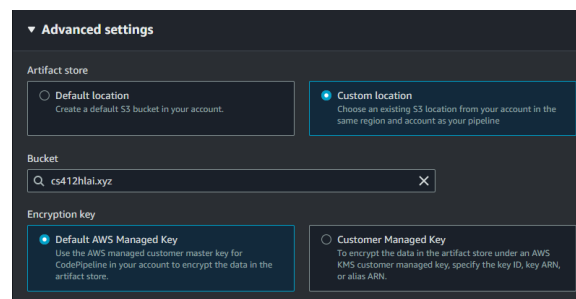 Advanced settings
Artifact store
Default location
Create a default S3 bucket in your account.
Custom location
Choose an existing S3 location from your account in the
same region and account as your pipeline
Bucket
cs412hlai.xyz
Encryption key
Default AWS Managed Key
Use the AWS managed customer master key for
CodePipeline in your account to encrypt the data in the
artifact store.
Customer Managed Key
To encrypt the data in the artifact store under an AWS
KMS customer managed key, specify the key ID, key ARN,
or alias ARN.